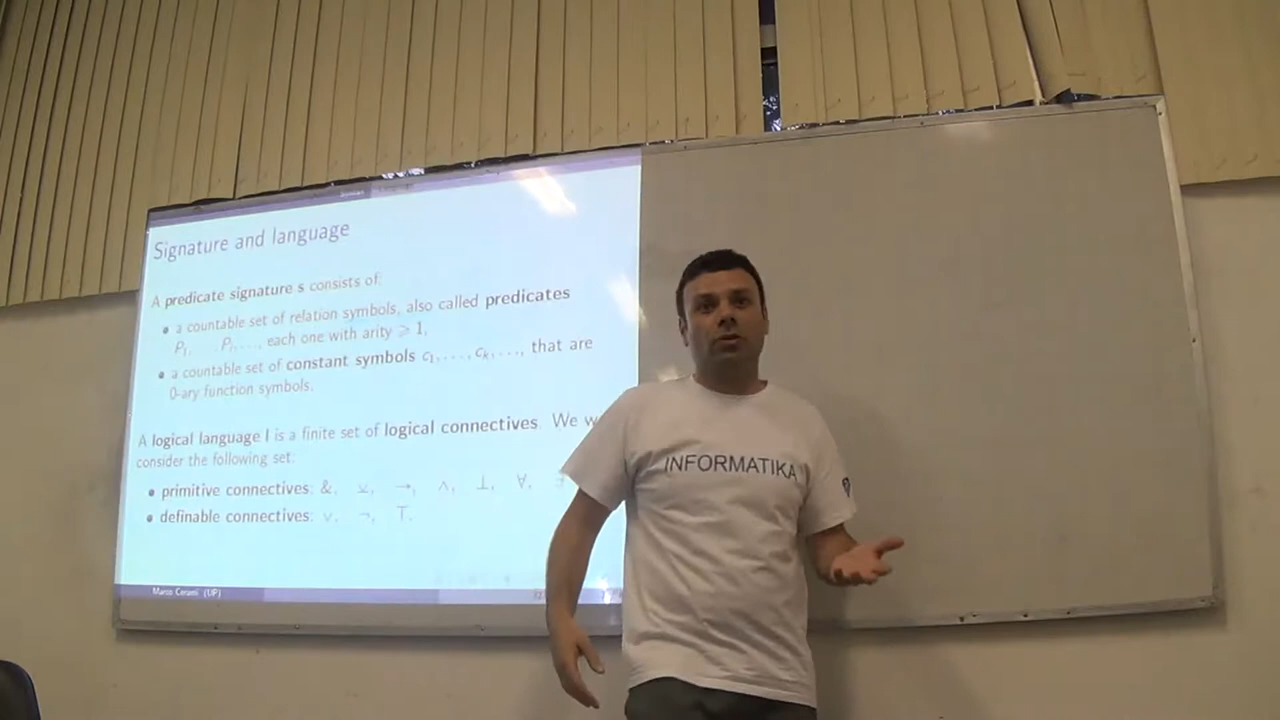 Signature and language
A predicate signature s consists of:
a countable set of relation symbols, also called predicates
P₁, P , . . . , each one with arity ⩾ 1,
a countable set of constant symbols c₁, . . . , cₖ, . . . , that are
0-ary function symbols.
A logical language l is a finite set of logical connectives. We
consider the following set:
primitive connectives: &, ⊻, →, ∧, ⊥, ∀,
definable connectives: ∨, ¬, ⊤.
Marco Cerami (UP)
INFORMATIKA